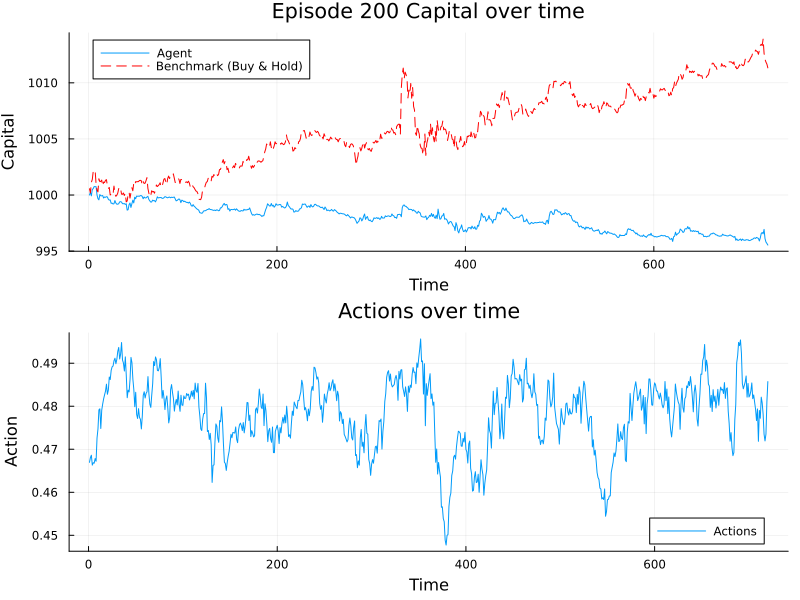 Episode 200 Capital over time
Agent
Benchmark (Buy & Hold)
Capital
1010
1005
1000
995
0 200 400 600
Time
Actions over time
Action
0.49
0.48
0.47
0.46
0.45
Actions
0 200 400 600
Time